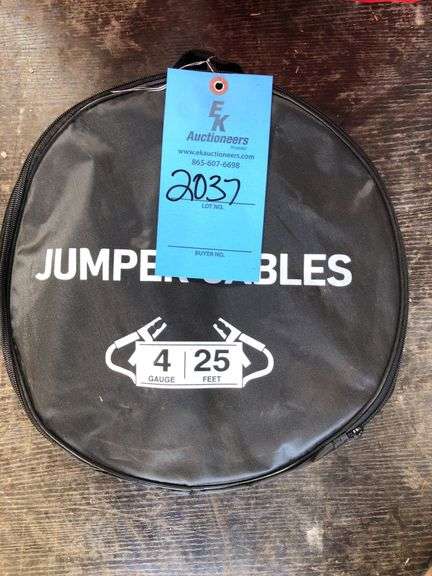 EK
Auctioneers
www.ekauctioneers.com
865-607-6698
2037
LOT NO.
BUYER NO.
JUMPER CABLES
4 25
GAUGE FEET